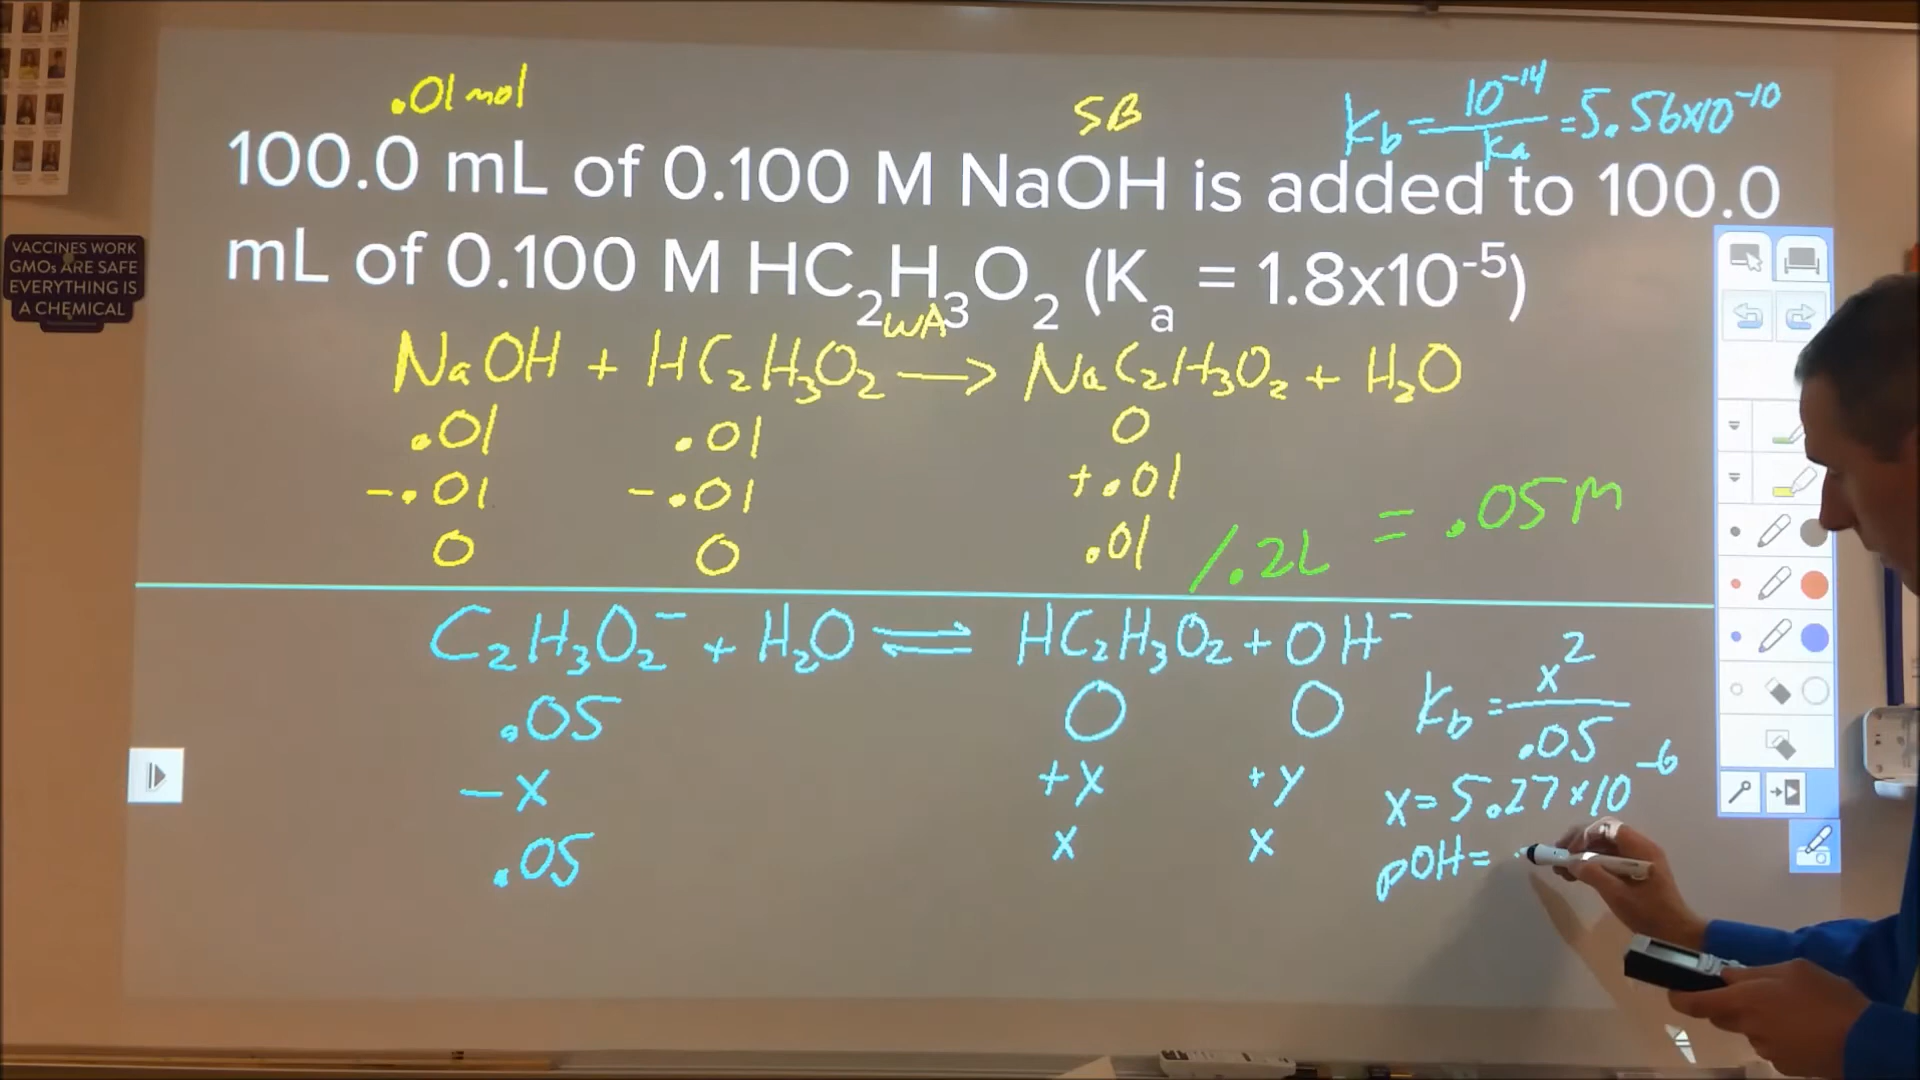 .01 mol
SB
Kb = 10⁻¹⁴ / Ka = 5.56x10⁻¹⁰
100.0 mL of 0.100 M NaOH is added to 100.0
mL of 0.100 M HC₂H₃O₂ (Kₐ = 1.8x10⁻⁵)
WA
VACCINES WORK
GMOs ARE SAFE
EVERYTHING IS
A CHEMICAL
NaOH + HC₂H₃O₂ → NaC₂H₃O₂ + H₂O
.01 .01 0
-.01 -.01 +.01
0 0 .01 /.2L = .05M
C₂H₃O₂⁻ + H₂O ⇌ HC₂H₃O₂ + OH⁻
.05 0 0
-x +x +y
.05 x x
Kb = x² / .05
x = 5.27x10⁻⁶
pOH =